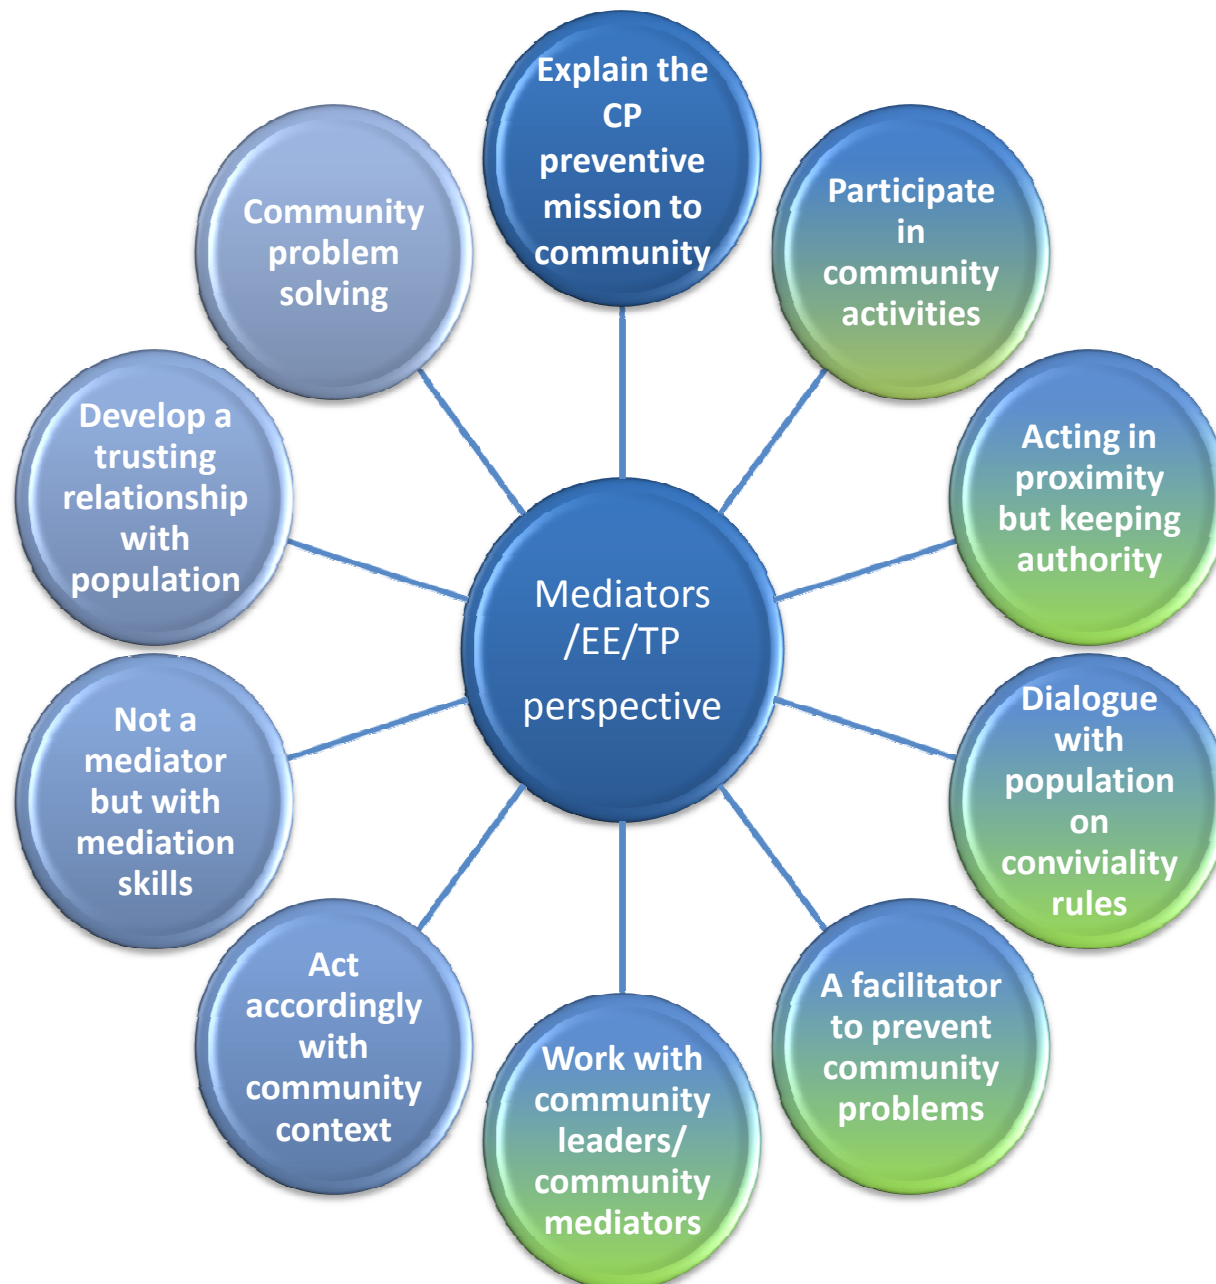 Explain the
CP
preventive
mission to
community
Participate
in
community
activities
Acting in
proximity
but keeping
authority
Dialogue
with
population
on
conviviality
rules
A facilitator
to prevent
community
problems
Work with
community
leaders/
community
mediators
Act
accordingly
with
community
context
Not a
mediator
but with
mediation
skills
Develop a
trusting
relationship
with
population
Community
problem
solving
Mediators
/EE/TP
perspective